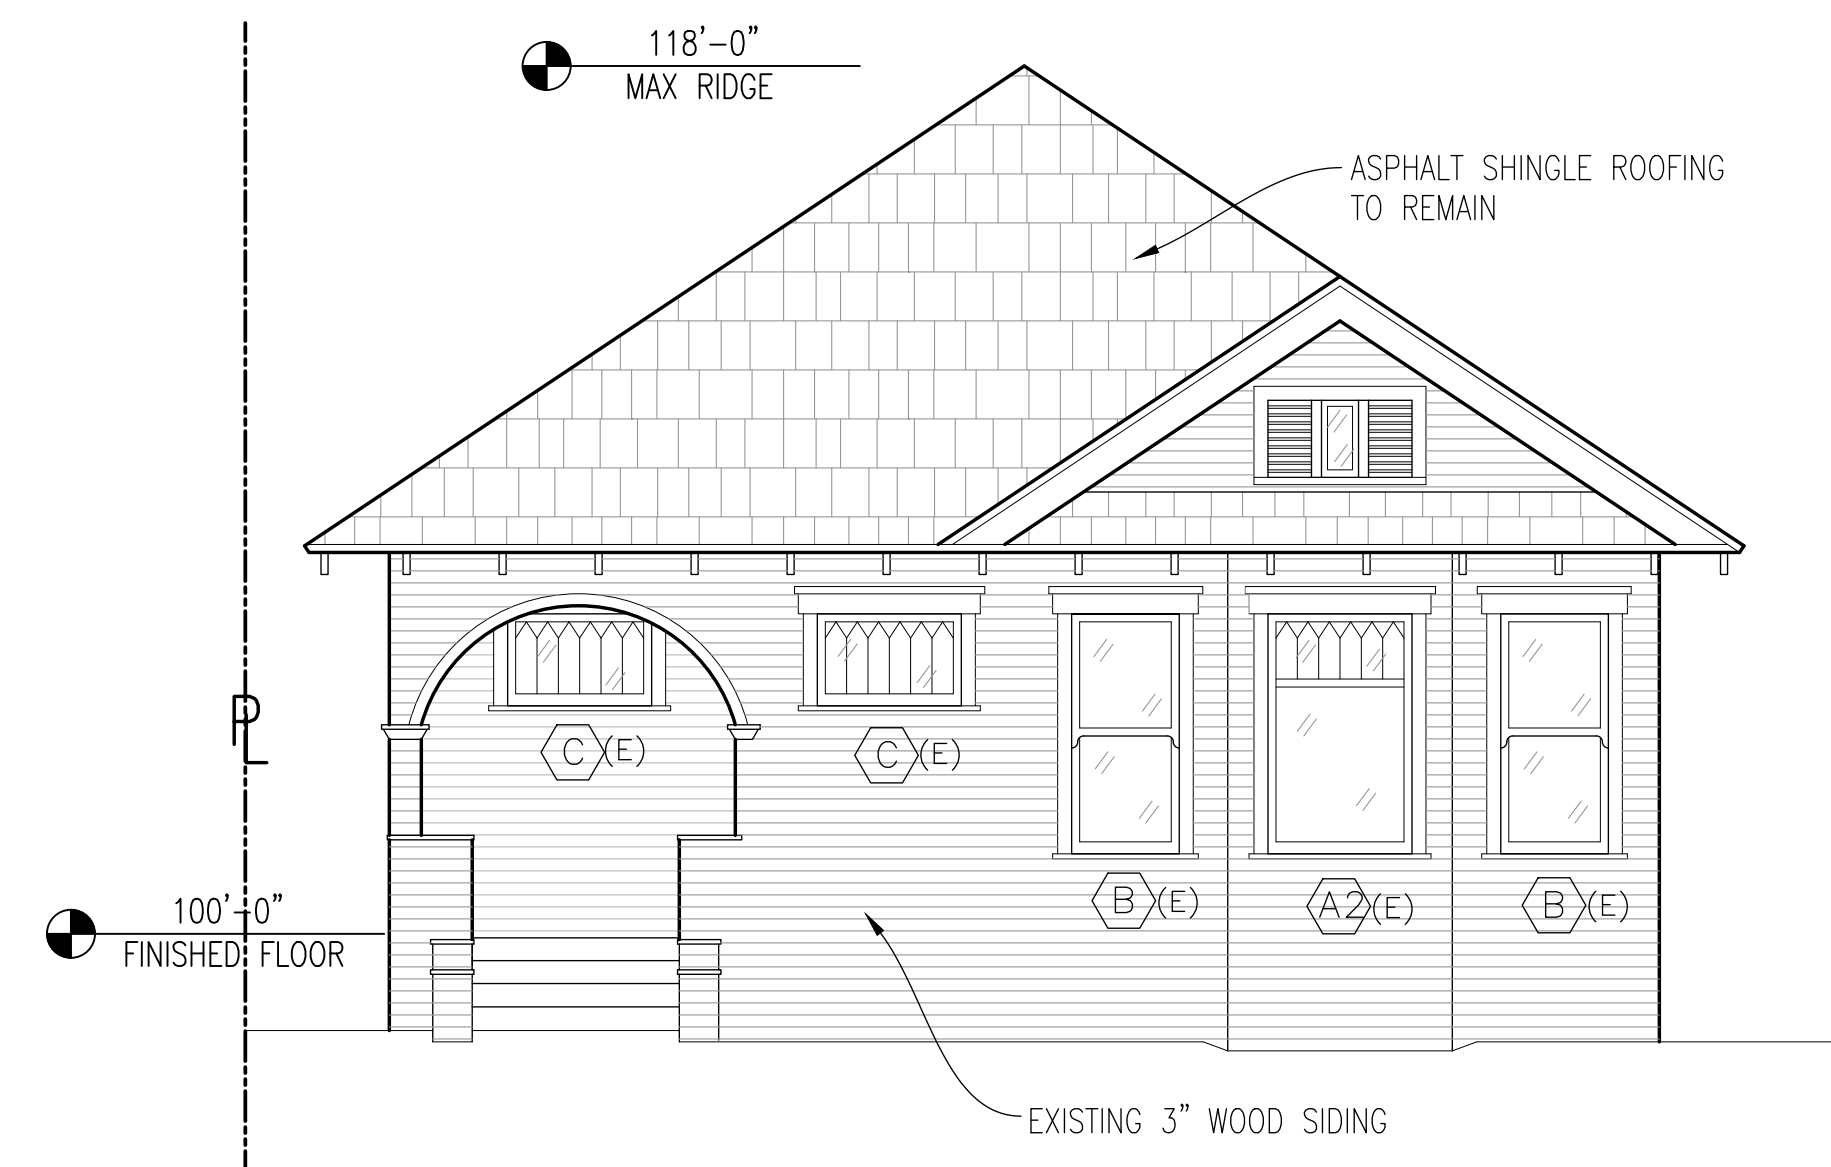 118'-0"
MAX RIDGE
ASPHALT SHINGLE ROOFING
TO REMAIN
PL
C (E)
C (E)
B (E)
A2 (E)
B (E)
100'-0"
FINISHED FLOOR
EXISTING 3" WOOD SIDING